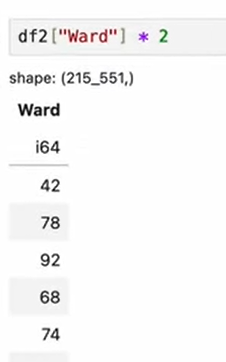 df2["Ward"] * 2
shape: (215_551,)
Ward
i64
42
78
92
68
74